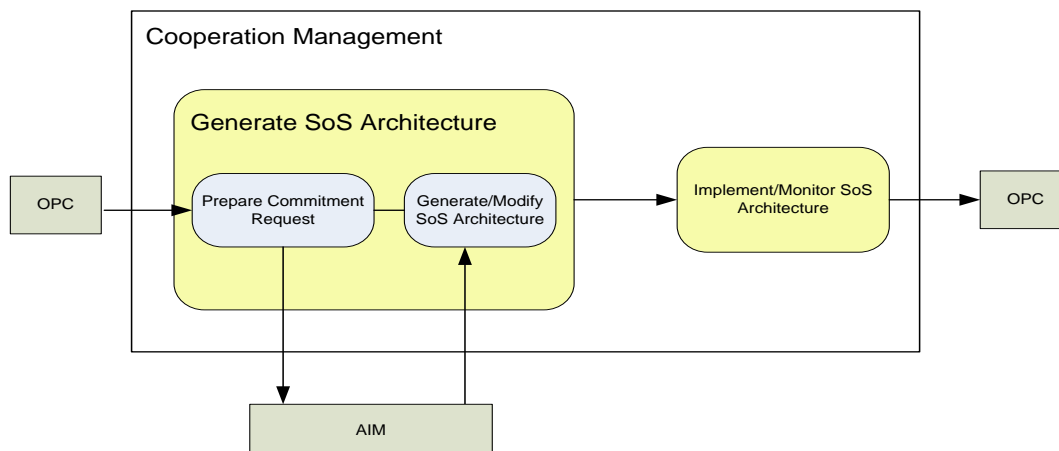 Cooperation Management
Generate SoS Architecture
OPC
Prepare Commitment
Request
Generate/Modify
SoS Architecture
Implement/Monitor SoS
Architecture
OPC
AIM